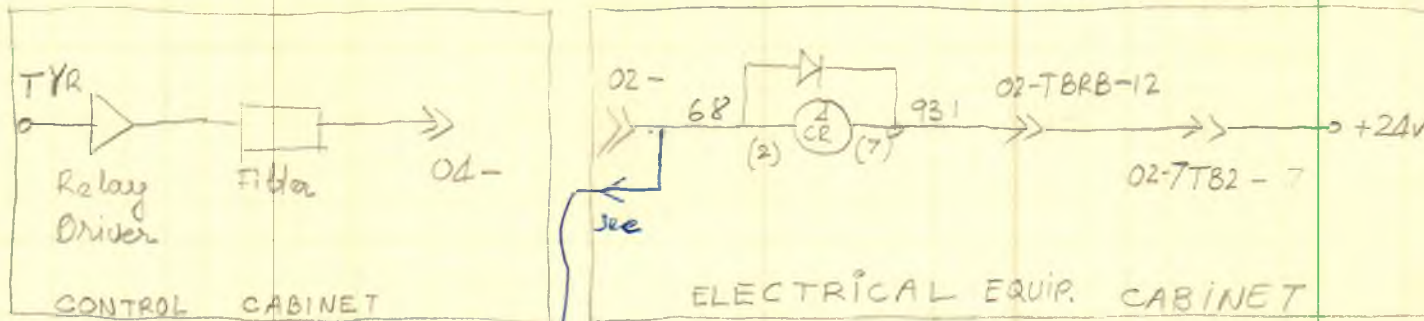 TYR
Relay
Driver
Filter
04-
CONTROL CABINET
02-
68
(2)
CR
(7)
931
02-TBRB-12
02-7TB2-7
+24v
see
ELECTRICAL EQUIP. CABINET